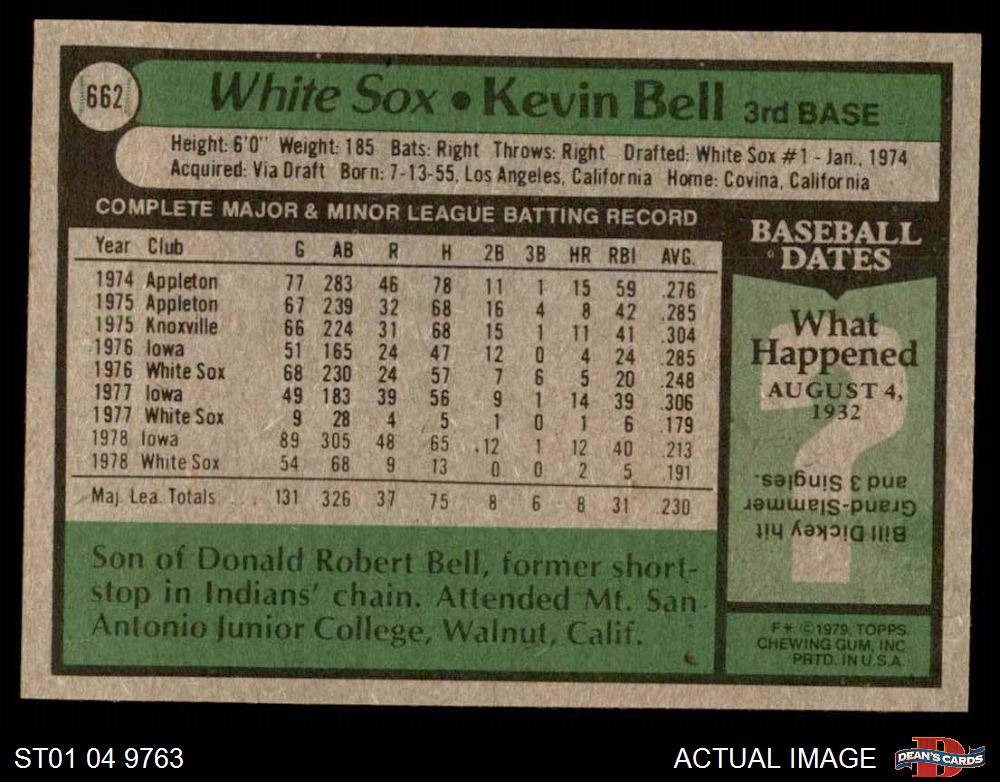 662
White Sox • Kevin Bell 3rd BASE
Height: 6'0" Weight: 185 Bats: Right Throws: Right Drafted: White Sox #1 - Jan., 1974
Acquired: Via Draft Born: 7-13-55, Los Angeles, California Home: Covina, California
COMPLETE MAJOR & MINOR LEAGUE BATTING RECORD
Year Club G AB R H 2B 3B HR RBI AVG.
1974 Appleton 77 283 46 78 11 1 15 59 .276
1975 Appleton 67 239 32 68 16 4 8 42 .285
1975 Knoxville 66 224 31 68 15 1 11 41 .304
1976 Iowa 51 165 24 47 12 0 4 24 .285
1976 White Sox 68 230 24 57 7 6 5 20 .248
1977 Iowa 49 183 39 56 9 1 14 39 .306
1977 White Sox 9 28 4 5 1 0 1 6 .179
1978 Iowa 89 305 48 65 12 1 12 40 .213
1978 White Sox 54 68 9 13 0 0 2 5 .191
Maj. Lea. Totals 131 326 37 75 8 6 8 31 .230
Son of Donald Robert Bell, former short-
stop in Indians' chain. Attended Mt. San
Antonio Junior College, Walnut, Calif.
BASEBALL
DATES
What
Happened
AUGUST 4,
1932
?
Bill Dickey hit
Grand-Slammer
and 3 Singles.
F* © 1979, TOPPS
CHEWING GUM, INC
PRTD. IN U.S.A.
ST01 04 9763
ACTUAL IMAGE
D
DEAN'S CARDS